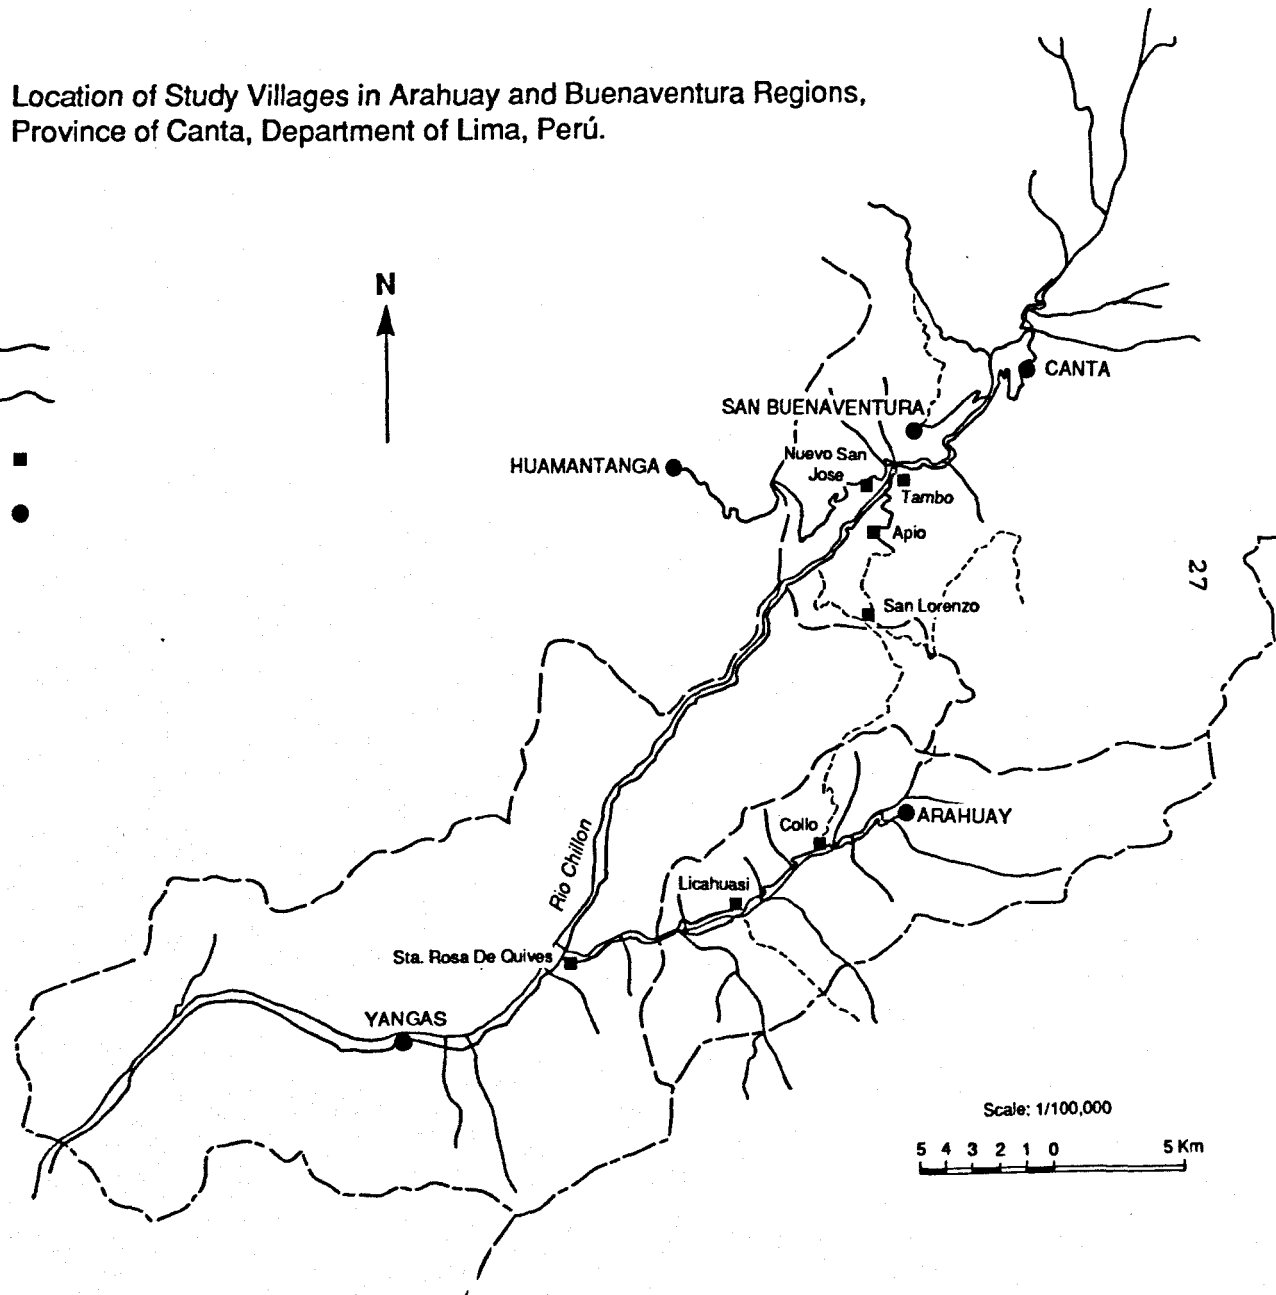 Location of Study Villages in Arahuay and Buenaventura Regions,
Province of Canta, Department of Lima, Perú.
N
CANTA
SAN BUENAVENTURA
HUAMANTANGA
Nuevo San
Jose
Tambo
Apio
27
San Lorenzo
Rio Chillon
Collo
ARAHUAY
Licahuasi
Sta. Rosa De Quives
YANGAS
Scale: 1/100,000
5 4 3 2 1 0 5 Km